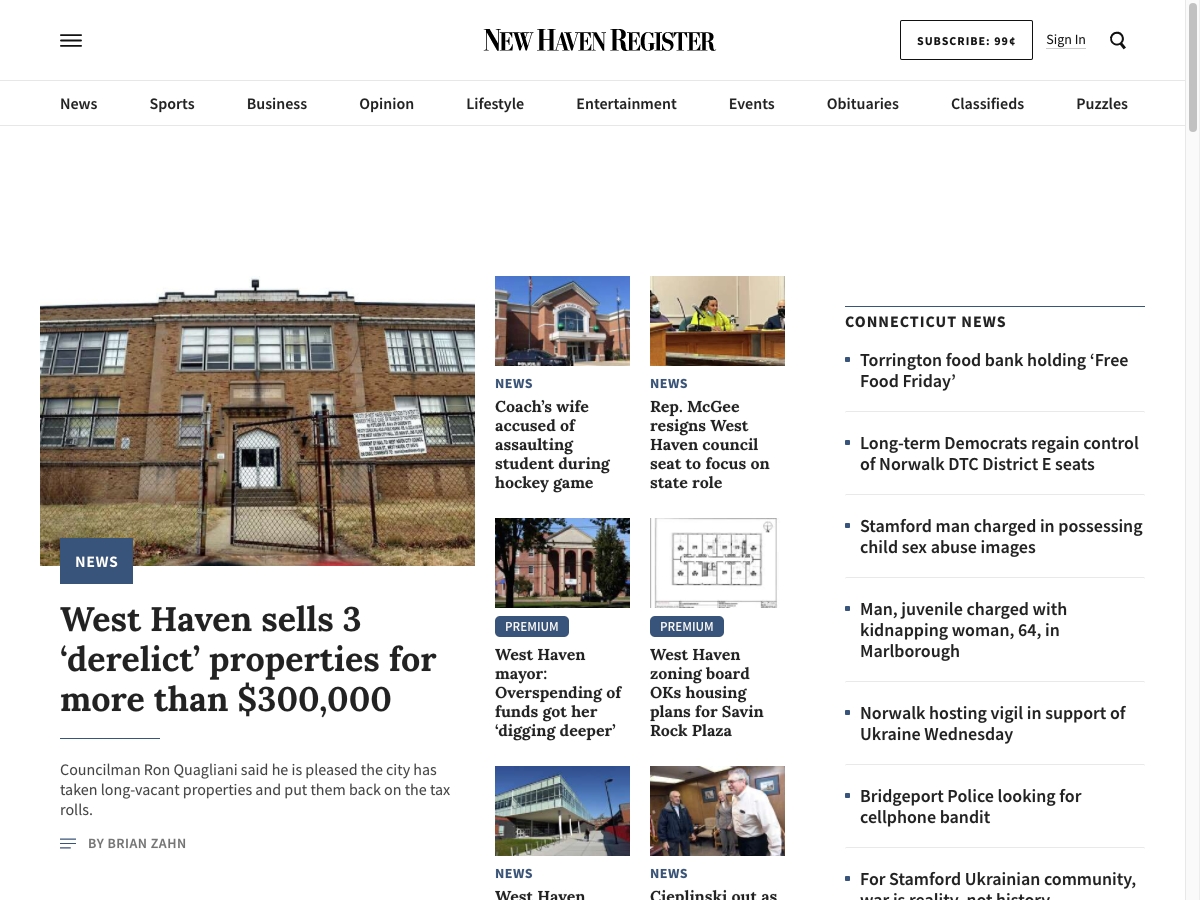 NEW HAVEN REGISTER
SUBSCRIBE: 99¢
Sign In
News
Sports
Business
Opinion
Lifestyle
Entertainment
Events
Obituaries
Classifieds
Puzzles
NEWS
West Haven sells 3
‘derelict’ properties for
more than $300,000
Councilman Ron Quagliani said he is pleased the city has
taken long-vacant properties and put them back on the tax
rolls.
BY BRIAN ZAHN
NEWS
Coach’s wife
accused of
assaulting
student during
hockey game
NEWS
Rep. McGee
resigns West
Haven council
seat to focus on
state role
PREMIUM
West Haven
mayor:
Overspending of
funds got her
‘digging deeper’
PREMIUM
West Haven
zoning board
OKs housing
plans for Savin
Rock Plaza
NEWS
West Haven
NEWS
Cieplinski out as
CONNECTICUT NEWS
Torrington food bank holding ‘Free
Food Friday’
Long-term Democrats regain control
of Norwalk DTC District E seats
Stamford man charged in possessing
child sex abuse images
Man, juvenile charged with
kidnapping woman, 64, in
Marlborough
Norwalk hosting vigil in support of
Ukraine Wednesday
Bridgeport Police looking for
cellphone bandit
For Stamford Ukrainian community,
war is reality, not history